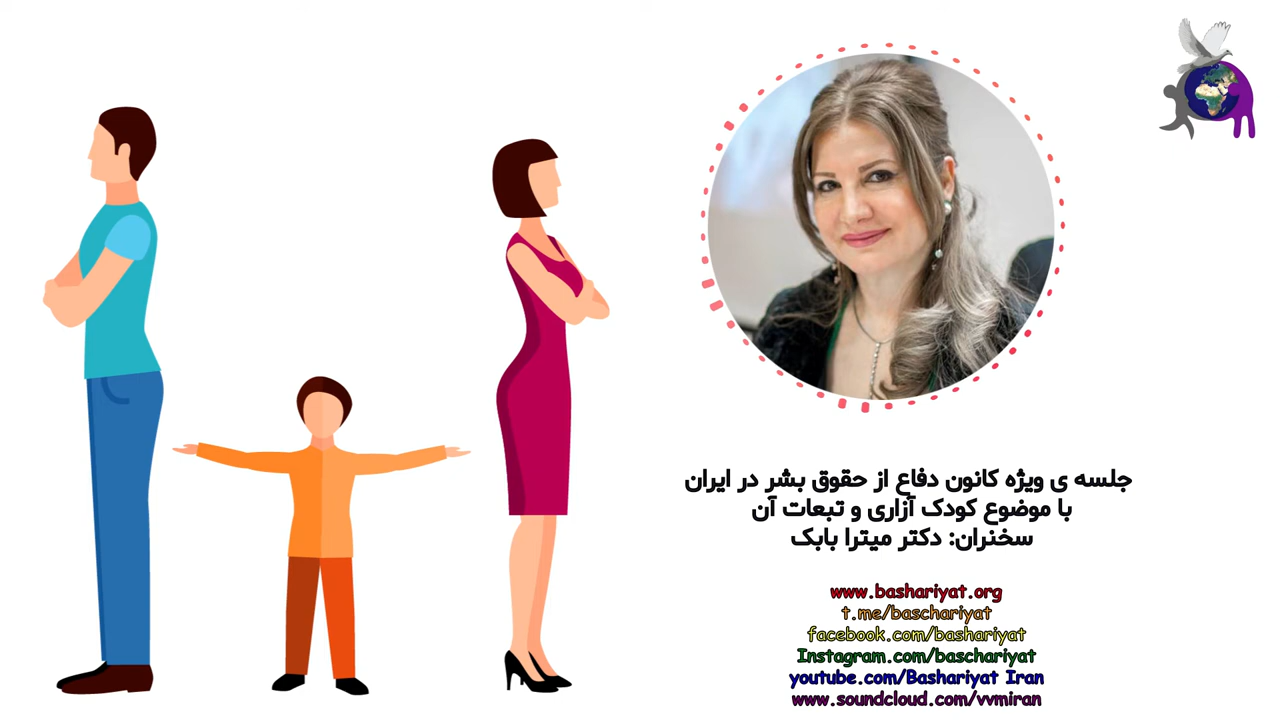 جلسه ی ویژه کانون دفاع از حقوق بشر در ایران
با موضوع کودک آزاری و تبعات آن
سخنران: دکتر میترا بابک
www.bashariyat.org
t.me/baschariyat
facebook.com/bashariyat
Instagram.com/baschariyat
youtube.com/Bashariyat Iran
www.soundcloud.com/vvmiran